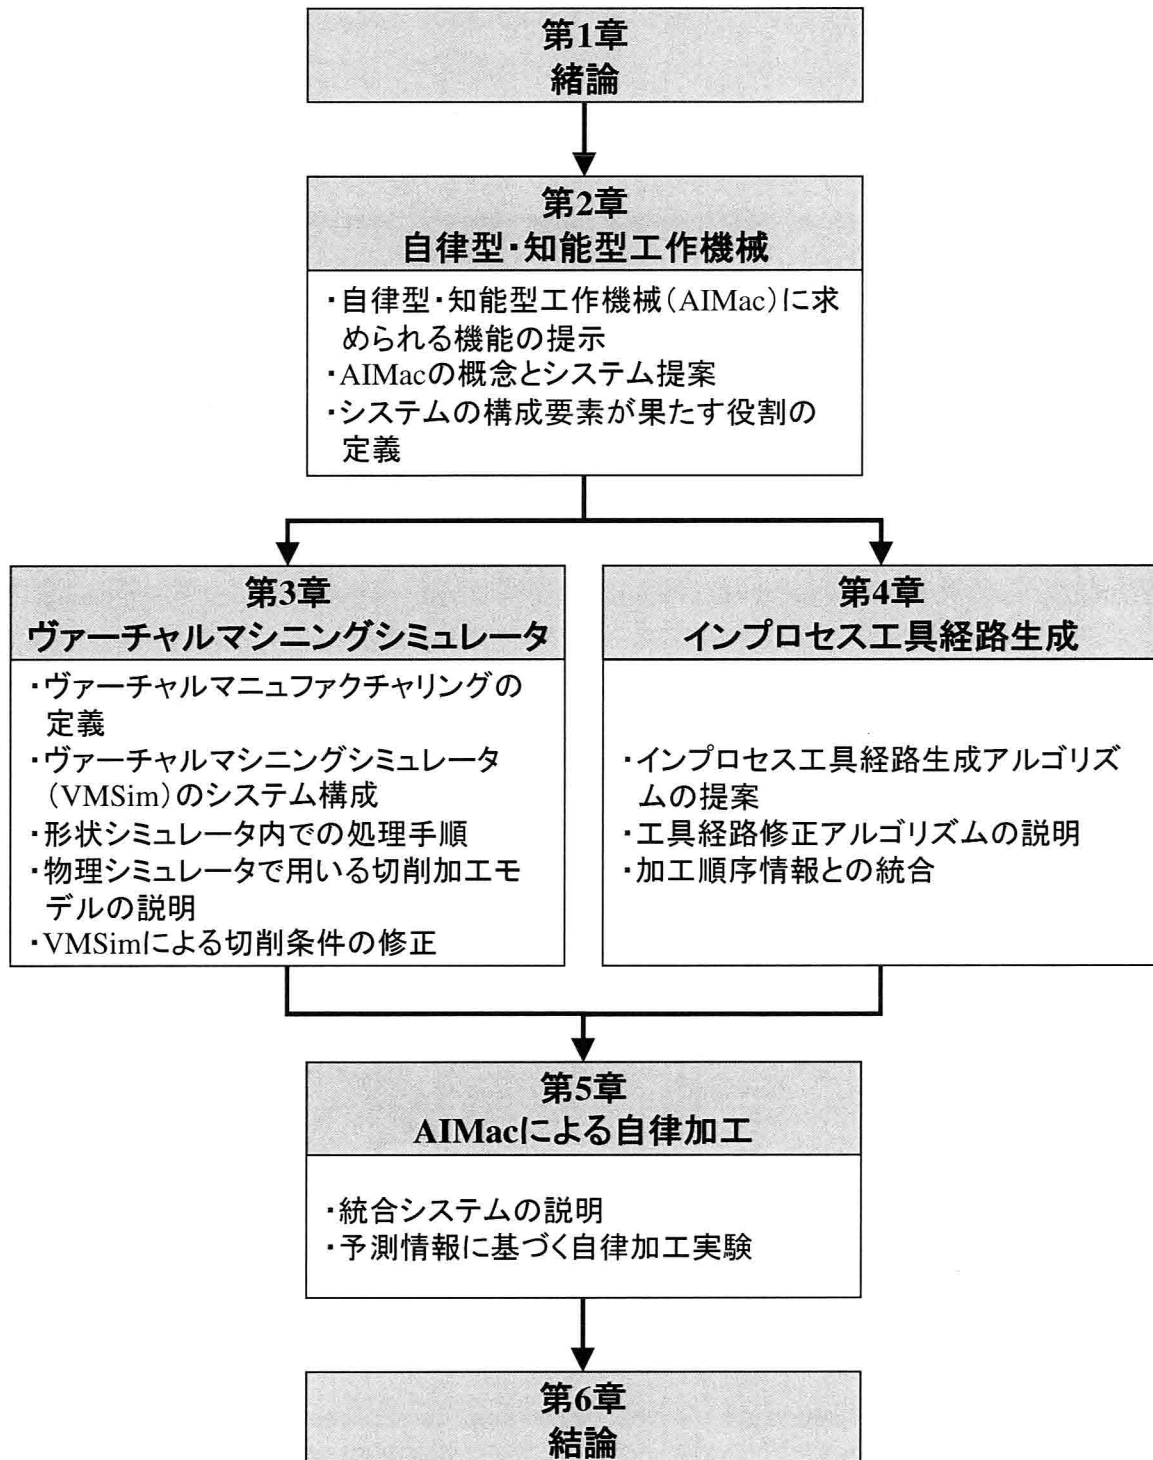 第1章
緒論
第2章
自律型・知能型工作機械
・自律型・知能型工作機械(AIMac)に求
められる機能の提示
・AIMacの概念とシステム提案
・システムの構成要素が果たす役割の
定義
第3章
ヴァーチャルマシニングシミュレータ
・ヴァーチャルマニュファクチャリングの
定義
・ヴァーチャルマシニングシミュレータ
(VMSim)のシステム構成
・形状シミュレータ内での処理手順
・物理シミュレータで用いる切削加工モ
デルの説明
・VMSimによる切削条件の修正
第4章
インプロセス工具経路生成
・インプロセス工具経路生成アルゴリズ
ムの提案
・工具経路修正アルゴリズムの説明
・加工順序情報との統合
第5章
AIMacによる自律加工
・統合システムの説明
・予測情報に基づく自律加工実験
第6章
結論